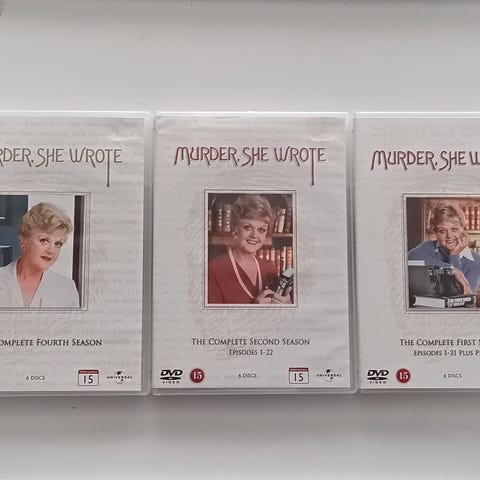 RDER, SHE WROTE
OMPLETE FOURTH SEASON
6 DISCS
15
UNIVERSAL
MURDER, SHE WROTE
THE COMPLETE SECOND SEASON
EPISODES 1-22
DVD
VIDEO
15
6 DISCS
15
UNIVERSAL
MURDER, SHE W
THE COMPLETE FIRST S
EPISODES 1-21 PLUS P
DVD
VIDEO
15
6 DISCS